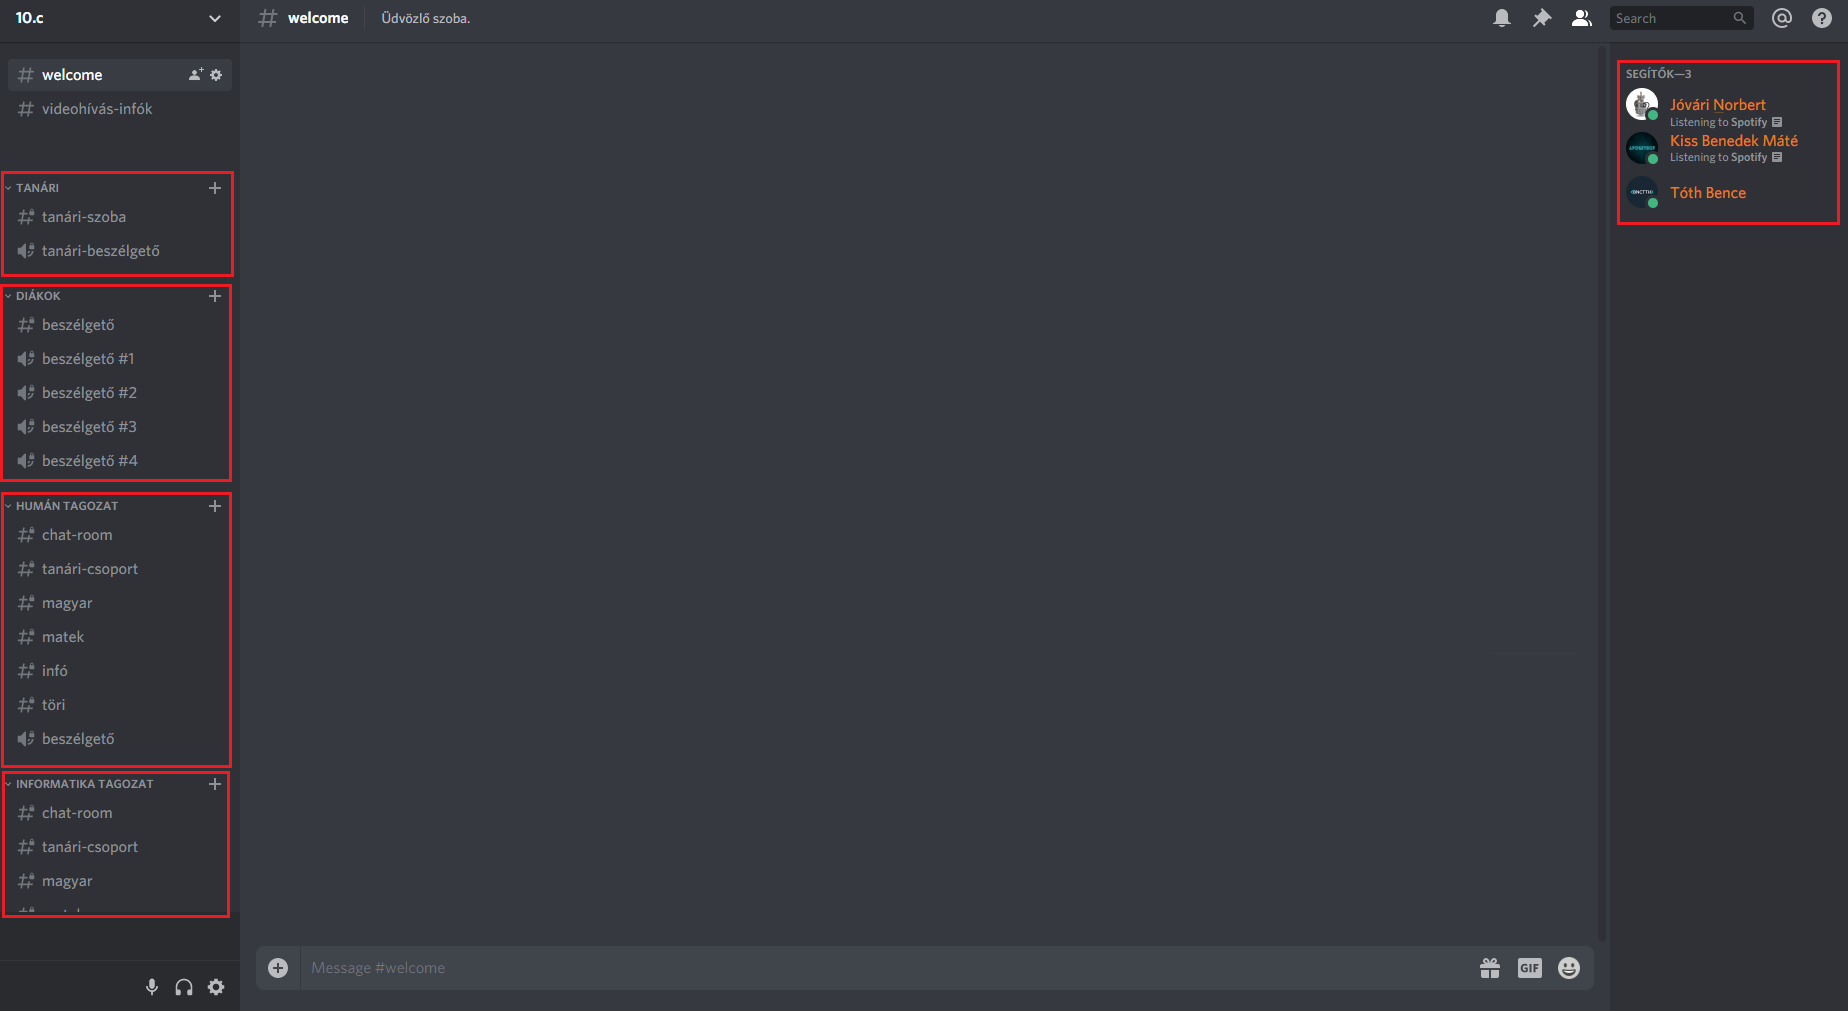 10.c
welcome
videohívás-infók
TANÁRI
tanári-szoba
tanári-beszélgető
DIÁKOK
beszélgető
beszélgető #1
beszélgető #2
beszélgető #3
beszélgető #4
HUMÁN TAGOZAT
chat-room
tanári-csoport
magyar
matek
infó
töri
beszélgető
INFORMATIKA TAGOZAT
chat-room
tanári-csoport
magyar
# welcome Üdvözlő szoba.
Message #welcome
GIF
Search
SEGÍTŐK—3
Jóvári Norbert
Listening to Spotify
Kiss Benedek Máté
Listening to Spotify
Tóth Bence